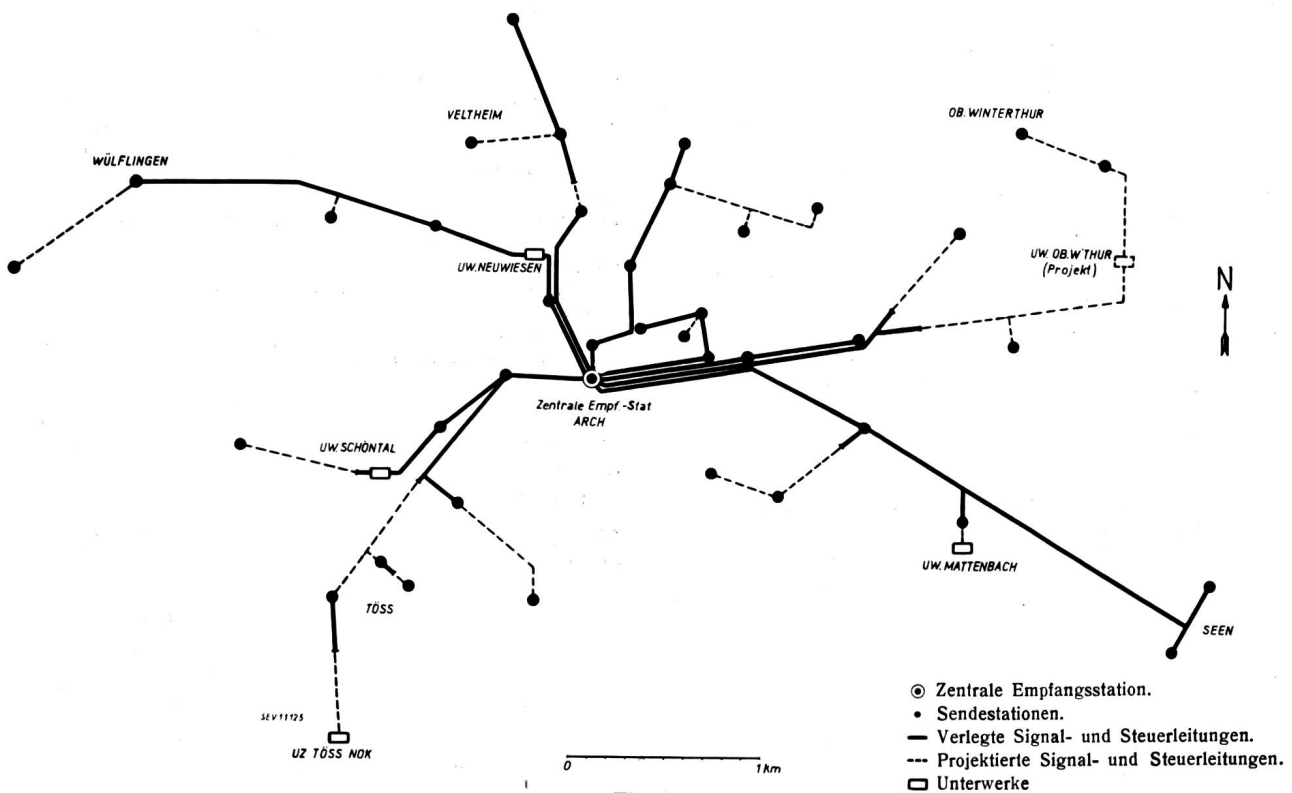 VELTHEIM
OB. WINTERTHUR
WÜLFLINGEN
UW. NEUWIESEN
UW. OB. W'THUR
(Projekt)
N
Zentrale Empf.-Stat
ARCH
UW. SCHÖNTAL
UW. MATTENBACH
TÖSS
SEEN
SEV 11125
UZ TÖSS NOK
0 1 km
Zentrale Empfangsstation.
Sendestationen.
Verlegte Signal- und Steuerleitungen.
Projektierte Signal- und Steuerleitungen.
Unterwerke